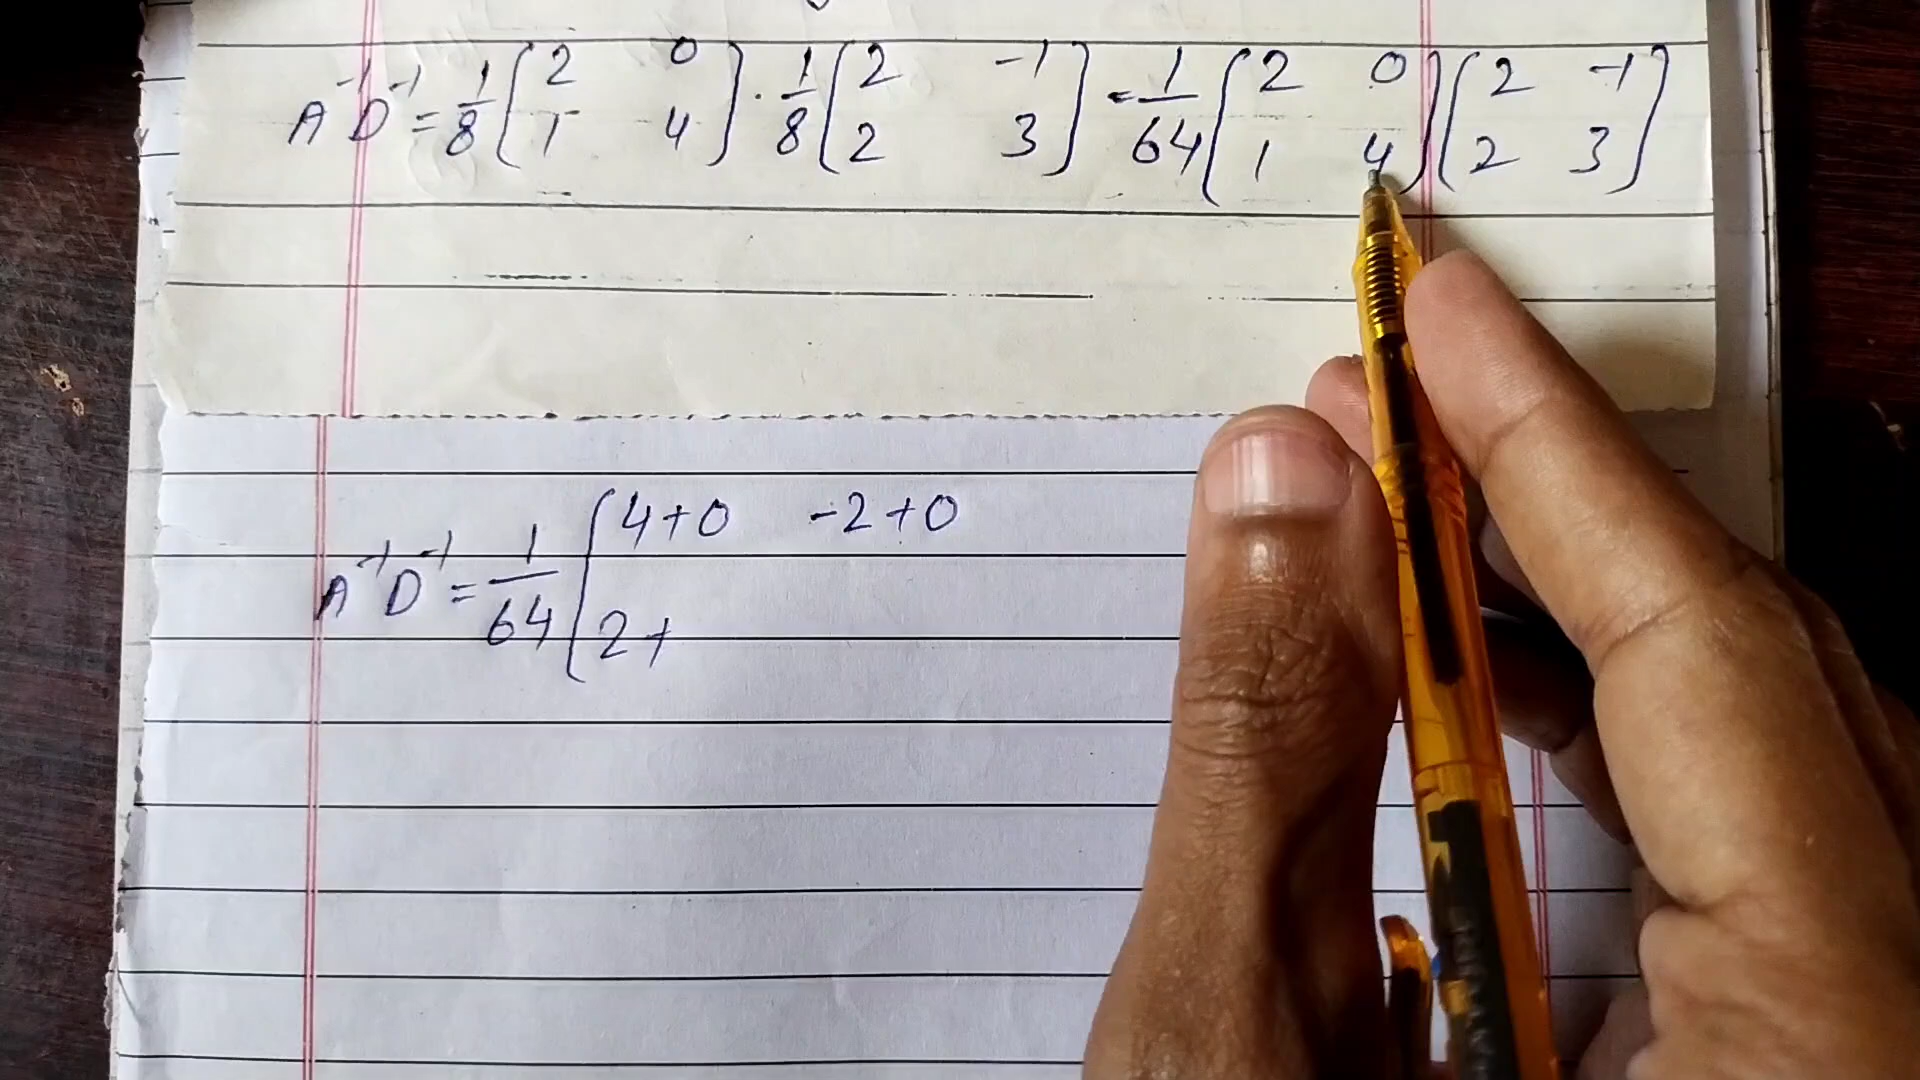 A⁻¹D⁻¹ = 1/8 [2 0; 1 4] · 1/8 [2 -1; 2 3] = 1/64 [2 0; 1 4] [2 -1; 2 3]
A⁻¹D⁻¹ = 1/64 [4+0 -2+0; 2+